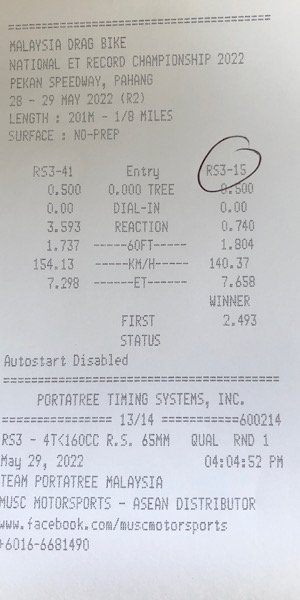 ==============================
MALAYSIA DRAG BIKE
NATIONAL ET RECORD CHAMPIONSHIP 2022
PEKAN SPEEDWAY, PAHANG
28 - 29 MAY 2022 (R2)
LENGTH : 201M - 1/8 MILES
SURFACE : NO-PREP
RS3-41 Entry RS3-15
0.500 0.000 TREE 0.500
0.00 DIAL-IN 0.00
3.593 REACTION 0.740
1.737 ------60FT------ 1.804
154.13 ------KM/H------ 140.37
7.298 -------ET------- 7.658
WINNER
FIRST 2.493
STATUS
Autostart Disabled
==============================
PORTATREE TIMING SYSTEMS, INC.
============ 13/14 ===========600214
RS3 - 4T<160CC R.S. 65MM QUAL RND 1
May 29, 2022 04:04:52 PM
TEAM PORTATREE MALAYSIA
MUSC MOTORSPORTS - ASEAN DISTRIBUTOR
www.facebook.com/muscmotorsports
+6016-6681490